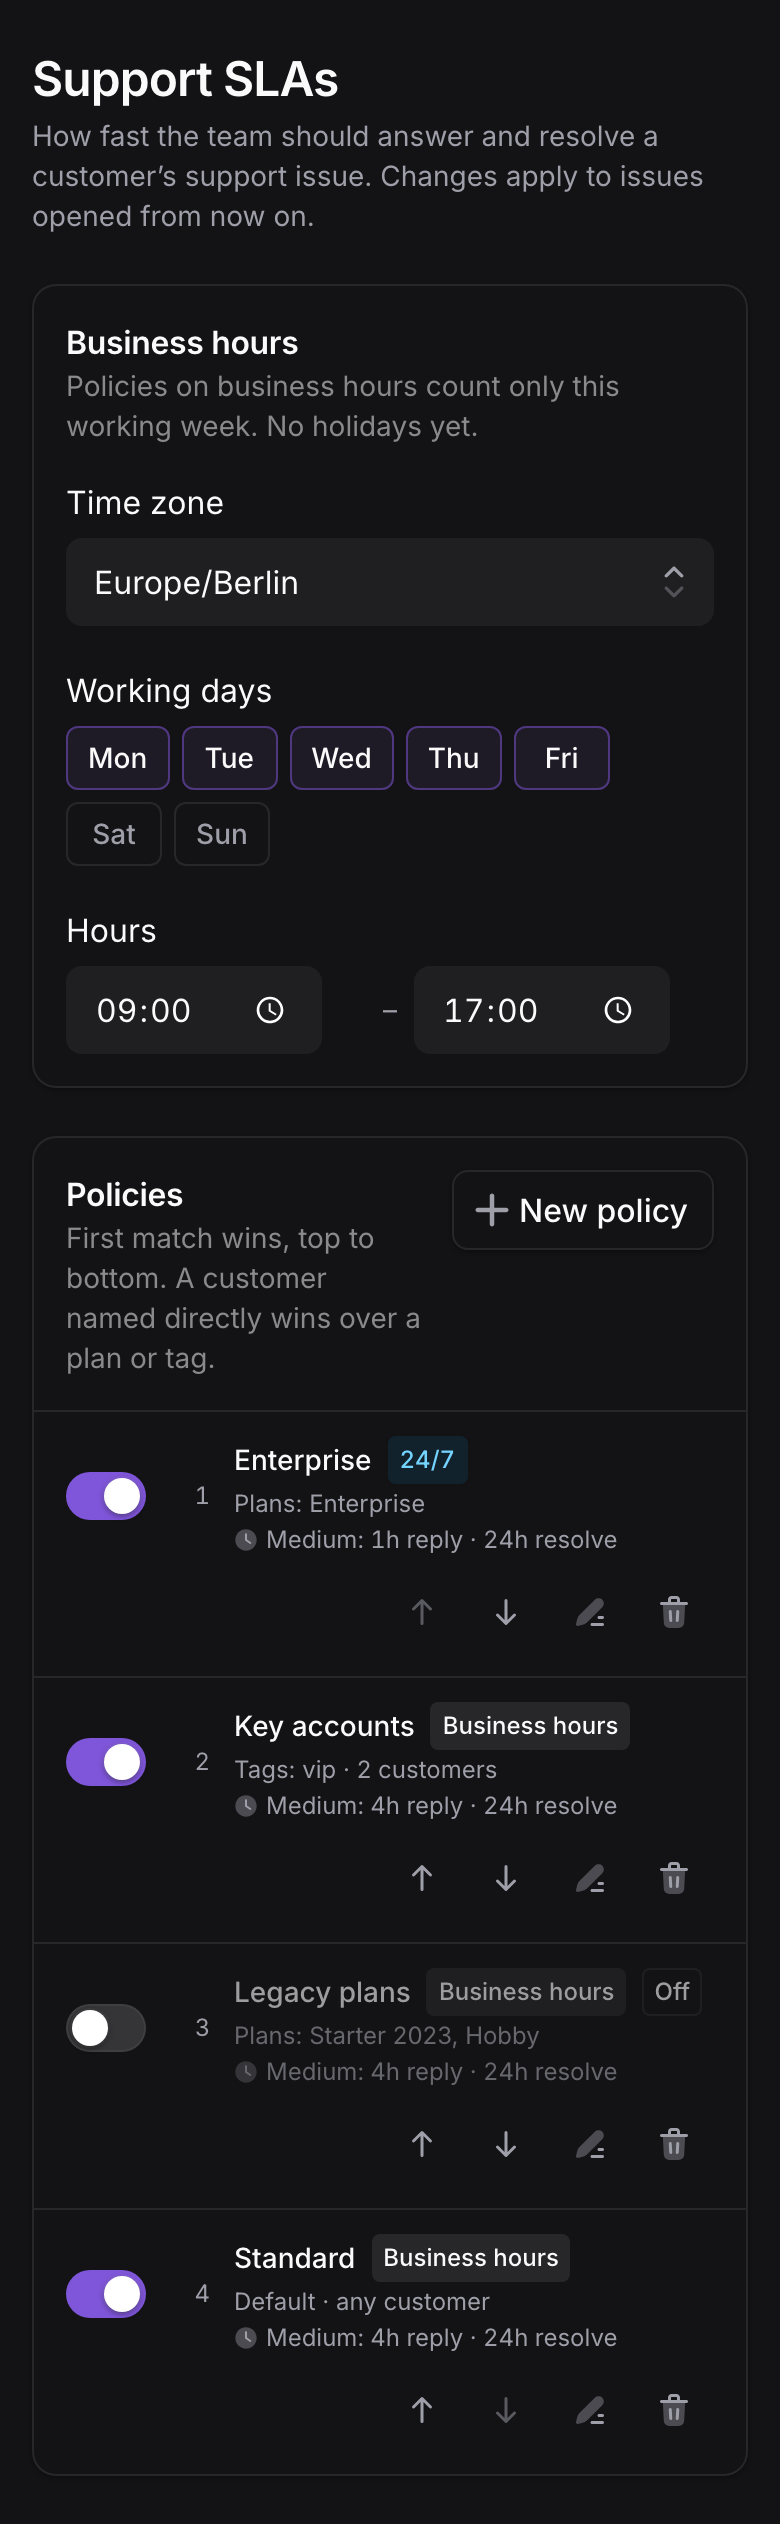 Support SLAs
How fast the team should answer and resolve a
customer’s support issue. Changes apply to issues
opened from now on.
Business hours
Policies on business hours count only this
working week. No holidays yet.
Time zone
Europe/Berlin
Working days
Mon Tue Wed Thu Fri
Sat Sun
Hours
09:00 – 17:00
Policies
New policy
First match wins, top to
bottom. A customer
named directly wins over a
plan or tag.
1
Enterprise 24/7
Plans: Enterprise
Medium: 1h reply · 24h resolve
2
Key accounts Business hours
Tags: vip · 2 customers
Medium: 4h reply · 24h resolve
3
Legacy plans Business hours Off
Plans: Starter 2023, Hobby
Medium: 4h reply · 24h resolve
4
Standard Business hours
Default · any customer
Medium: 4h reply · 24h resolve